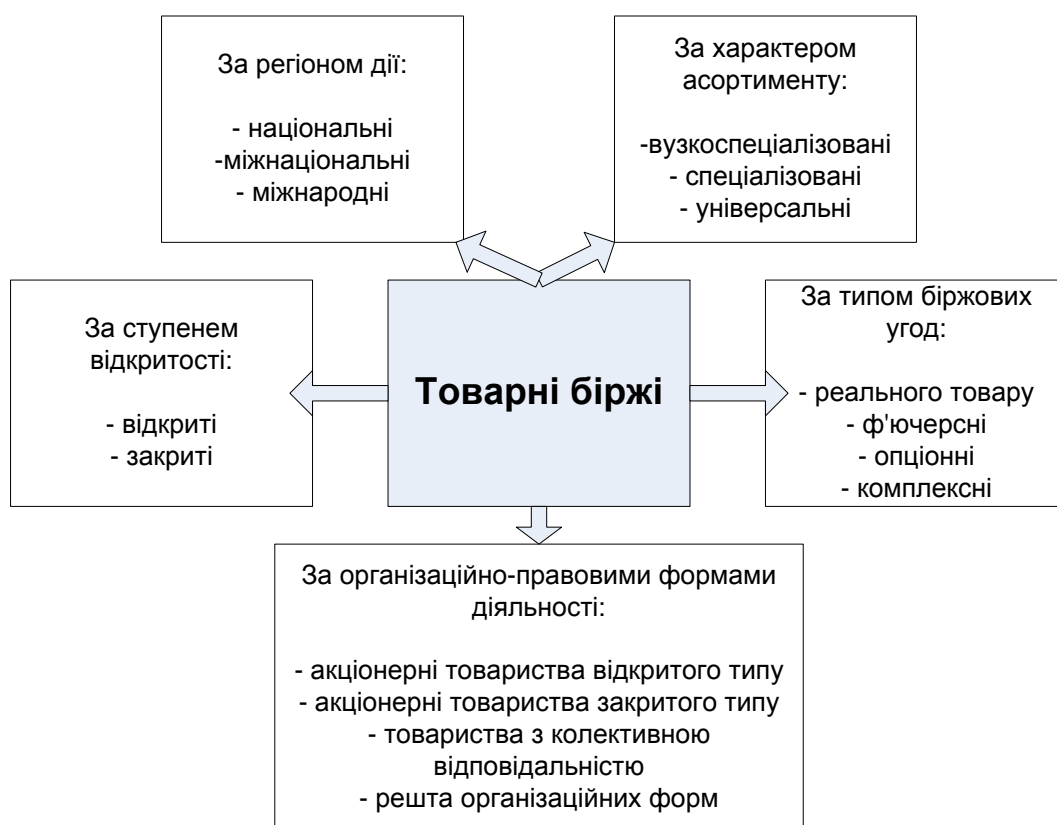 За регіоном дії:
- національні
-міжнаціональні
- міжнародні
За характером
асортименту:
-вузкоспеціалізовані
- спеціалізовані
- універсальні
За ступенем
відкритості:
- відкриті
- закриті
Товарні біржі
За типом біржових
угод:
- реального товару
- ф'ючерсні
- опціонні
- комплексні
За організаційно-правовими формами
діяльності:
- акціонерні товариства відкритого типу
- акціонерні товариства закритого типу
- товариства з колективною
відповідальністю
- решта організаційних форм